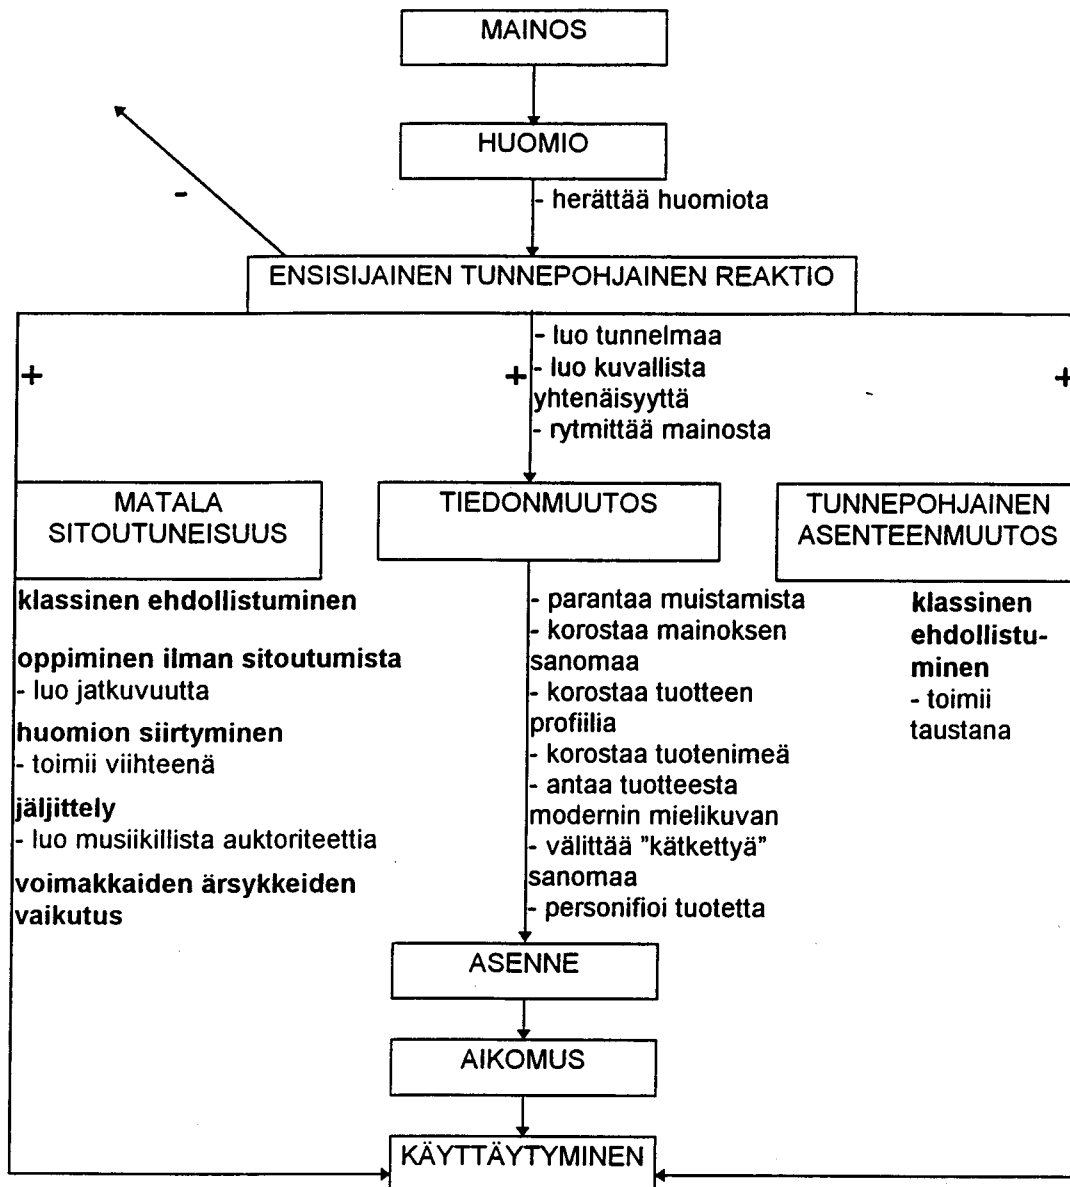 MAINOS
HUOMIO
-
- herättää huomiota
ENSISIJAINEN TUNNEPOHJAINEN REAKTIO
+
+
+
- luo tunnelmaa
- luo kuvallista
yhtenäisyyttä
- rytmittää mainosta
MATALA
SITOUTUNEISUUS
klassinen ehdollistuminen
oppiminen ilman sitoutumista
- luo jatkuvuutta
huomion siirtyminen
- toimii viihteenä
jäljittely
- luo musiikillista auktoriteettia
voimakkaiden ärsykkeiden
vaikutus
TIEDONMUUTOS
- parantaa muistamista
- korostaa mainoksen
sanomaa
- korostaa tuotteen
profiilia
- korostaa tuotenimeä
- antaa tuotteesta
modernin mielikuvan
- välittää "kätkettyä"
sanomaa
- personifioi tuotetta
TUNNEPOHJAINEN
ASENTEENMUUTOS
klassinen
ehdollistu-
minen
- toimii
taustana
ASENNE
AIKOMUS
KÄYTTÄYTYMINEN